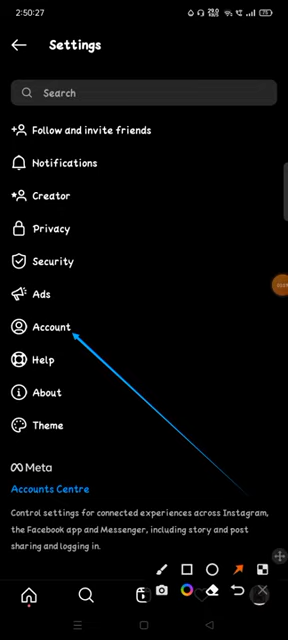 2:50:27
Settings
Search
Follow and invite friends
Notifications
Creator
Privacy
Security
Ads
Account
Help
About
Theme
Meta
Accounts Centre
Control settings for connected experiences across Instagram,
the Facebook app and Messenger, including story and post
sharing and logging in.